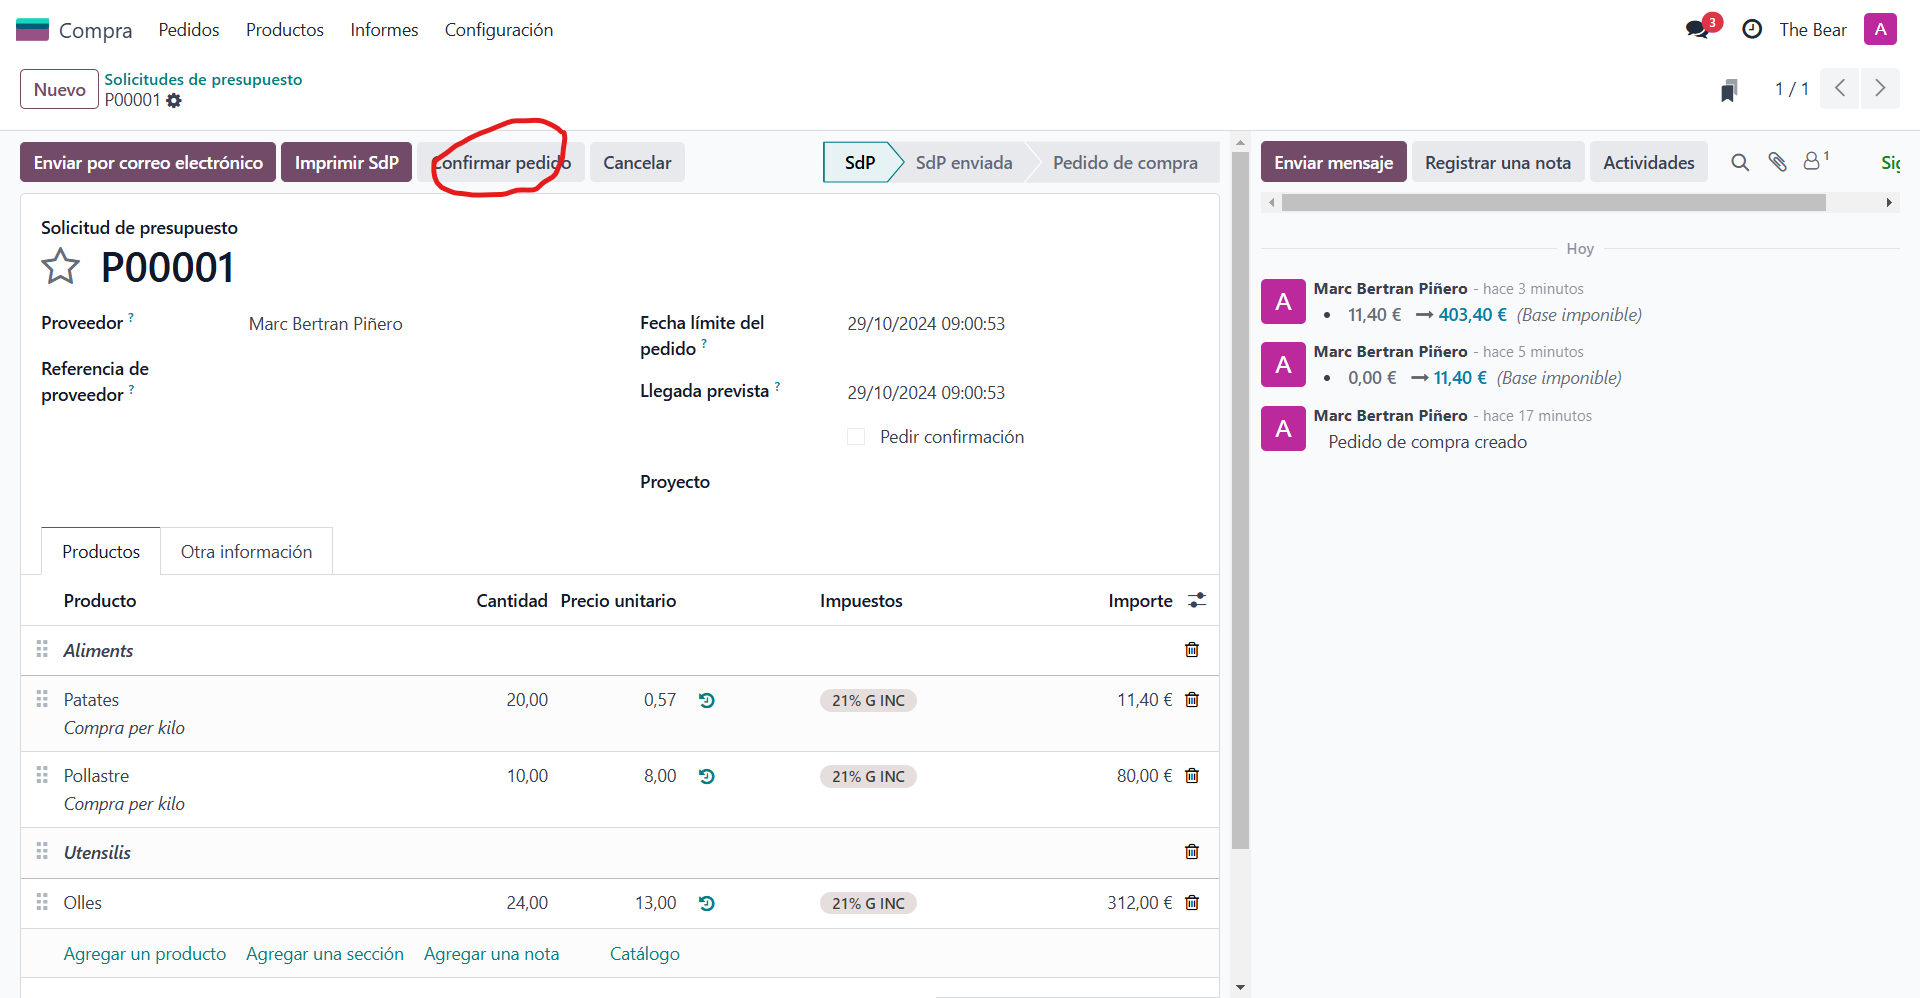 Compra Pedidos Productos Informes Configuración 3 The Bear A
Nuevo Solicitudes de presupuesto
P00001 1 / 1
Enviar por correo electrónico Imprimir SdP Confirmar pedido Cancelar SdP SdP enviada Pedido de compra
Enviar mensaje Registrar una nota Actividades 1 Sig
Solicitud de presupuesto
P00001
Proveedor ? Marc Bertran Piñero
Referencia de
proveedor ?
Fecha límite del
pedido ? 29/10/2024 09:00:53
Llegada prevista ? 29/10/2024 09:00:53
Pedir confirmación
Proyecto
Productos Otra información
Producto Cantidad Precio unitario Impuestos Importe
Aliments
Patates 20,00 0,57 21% G INC 11,40 €
Compra per kilo
Pollastre 10,00 8,00 21% G INC 80,00 €
Compra per kilo
Utensilis
Olles 24,00 13,00 21% G INC 312,00 €
Agregar un producto Agregar una sección Agregar una nota Catálogo
Hoy
A Marc Bertran Piñero - hace 3 minutos
• 11,40 € → 403,40 € (Base imponible)
A Marc Bertran Piñero - hace 5 minutos
• 0,00 € → 11,40 € (Base imponible)
A Marc Bertran Piñero - hace 17 minutos
Pedido de compra creado